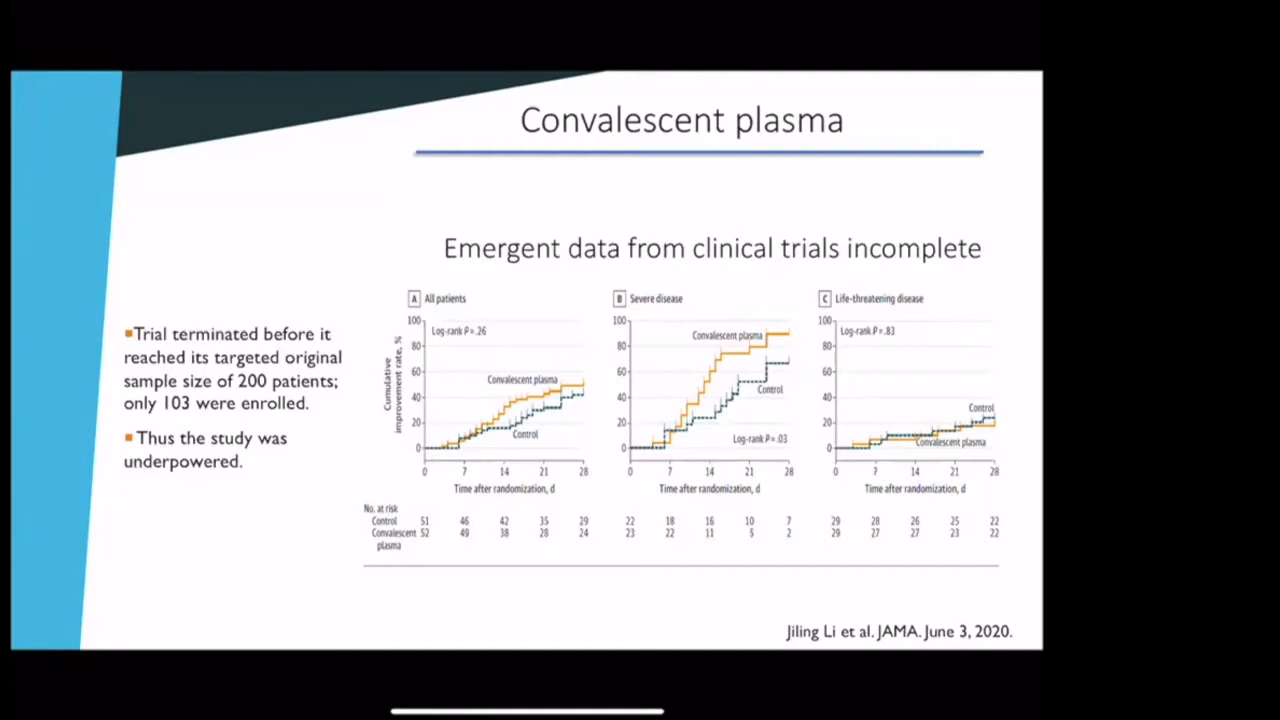 Convalescent plasma
Emergent data from clinical trials incomplete
▪Trial terminated before it
reached its targeted original
sample size of 200 patients;
only 103 were enrolled.
▪ Thus the study was
underpowered.
A All patients
Log-rank P = .26
Cumulative
improvement rate, %
100
80
60
40
20
0
Convalescent plasma
Control
0 7 14 21 28
Time after randomization, d
B Severe disease
100
80
60
40
20
0
Convalescent plasma
Control
Log-rank P = .03
0 7 14 21 28
Time after randomization, d
C Life-threatening disease
Log-rank P = .83
100
80
60
40
20
0
Control
Convalescent plasma
0 7 14 21 28
Time after randomization, d
No. at risk
Control 51 46 42 35 29 22 18 16 10 7 29 28 26 25 22
Convalescent 52 49 38 28 24 23 22 11 5 2 29 27 27 23 22
plasma
Jiling Li et al. JAMA. June 3, 2020.